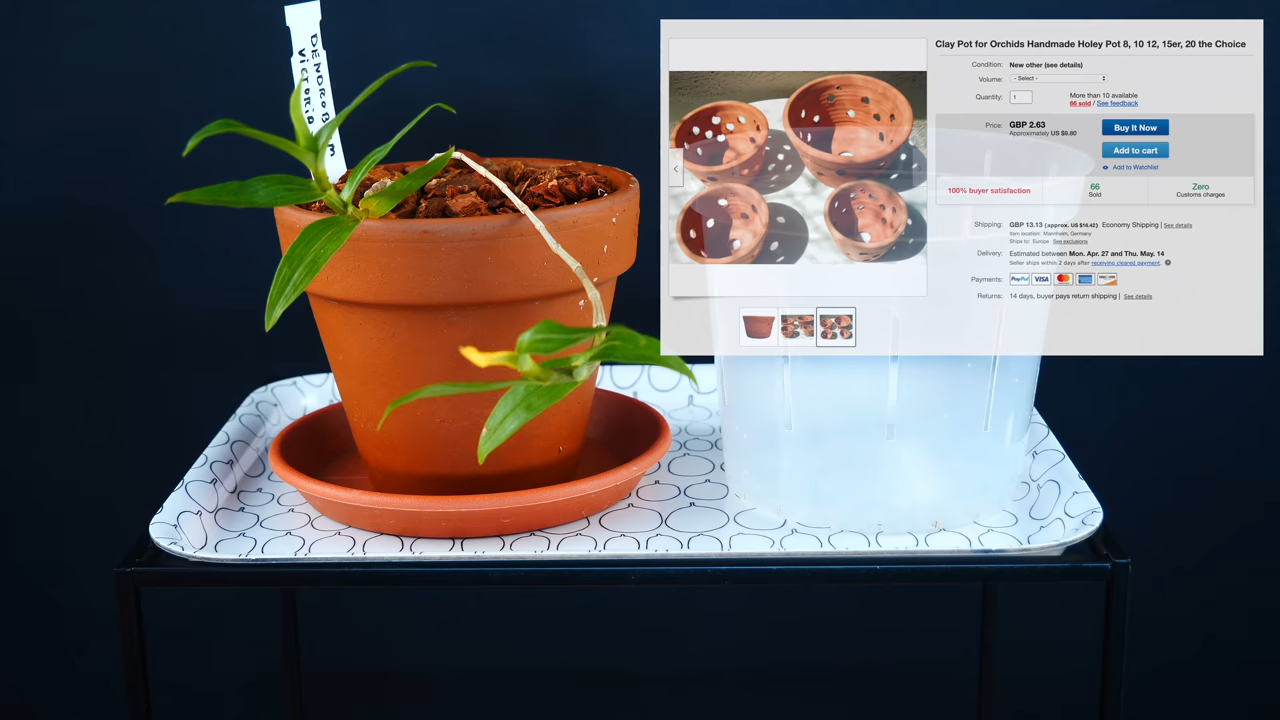 DENDROBIUM
VICTORIA
Clay Pot for Orchids Handmade Holey Pot 8, 10 12, 15er, 20 the Choice
Condition: New other (see details)
Volume: - Select -
Quantity: 1
More than 10 available
66 sold / See feedback
Price: GBP 2.63
Approximately US $9.80
Buy It Now
Add to cart
Add to Watchlist
100% buyer satisfaction
66
Sold
Zero
Customs charges
Shipping: GBP 13.13 (approx. US $16.42) Economy Shipping | See details
Item location: Mannheim, Germany
Ships to: Europe See exclusions
Delivery: Estimated between Mon. Apr. 27 and Thu. May. 14
Seller ships within 2 days after receiving cleared payment.
Payments: PayPal VISA
Returns: 14 days, buyer pays return shipping | See details